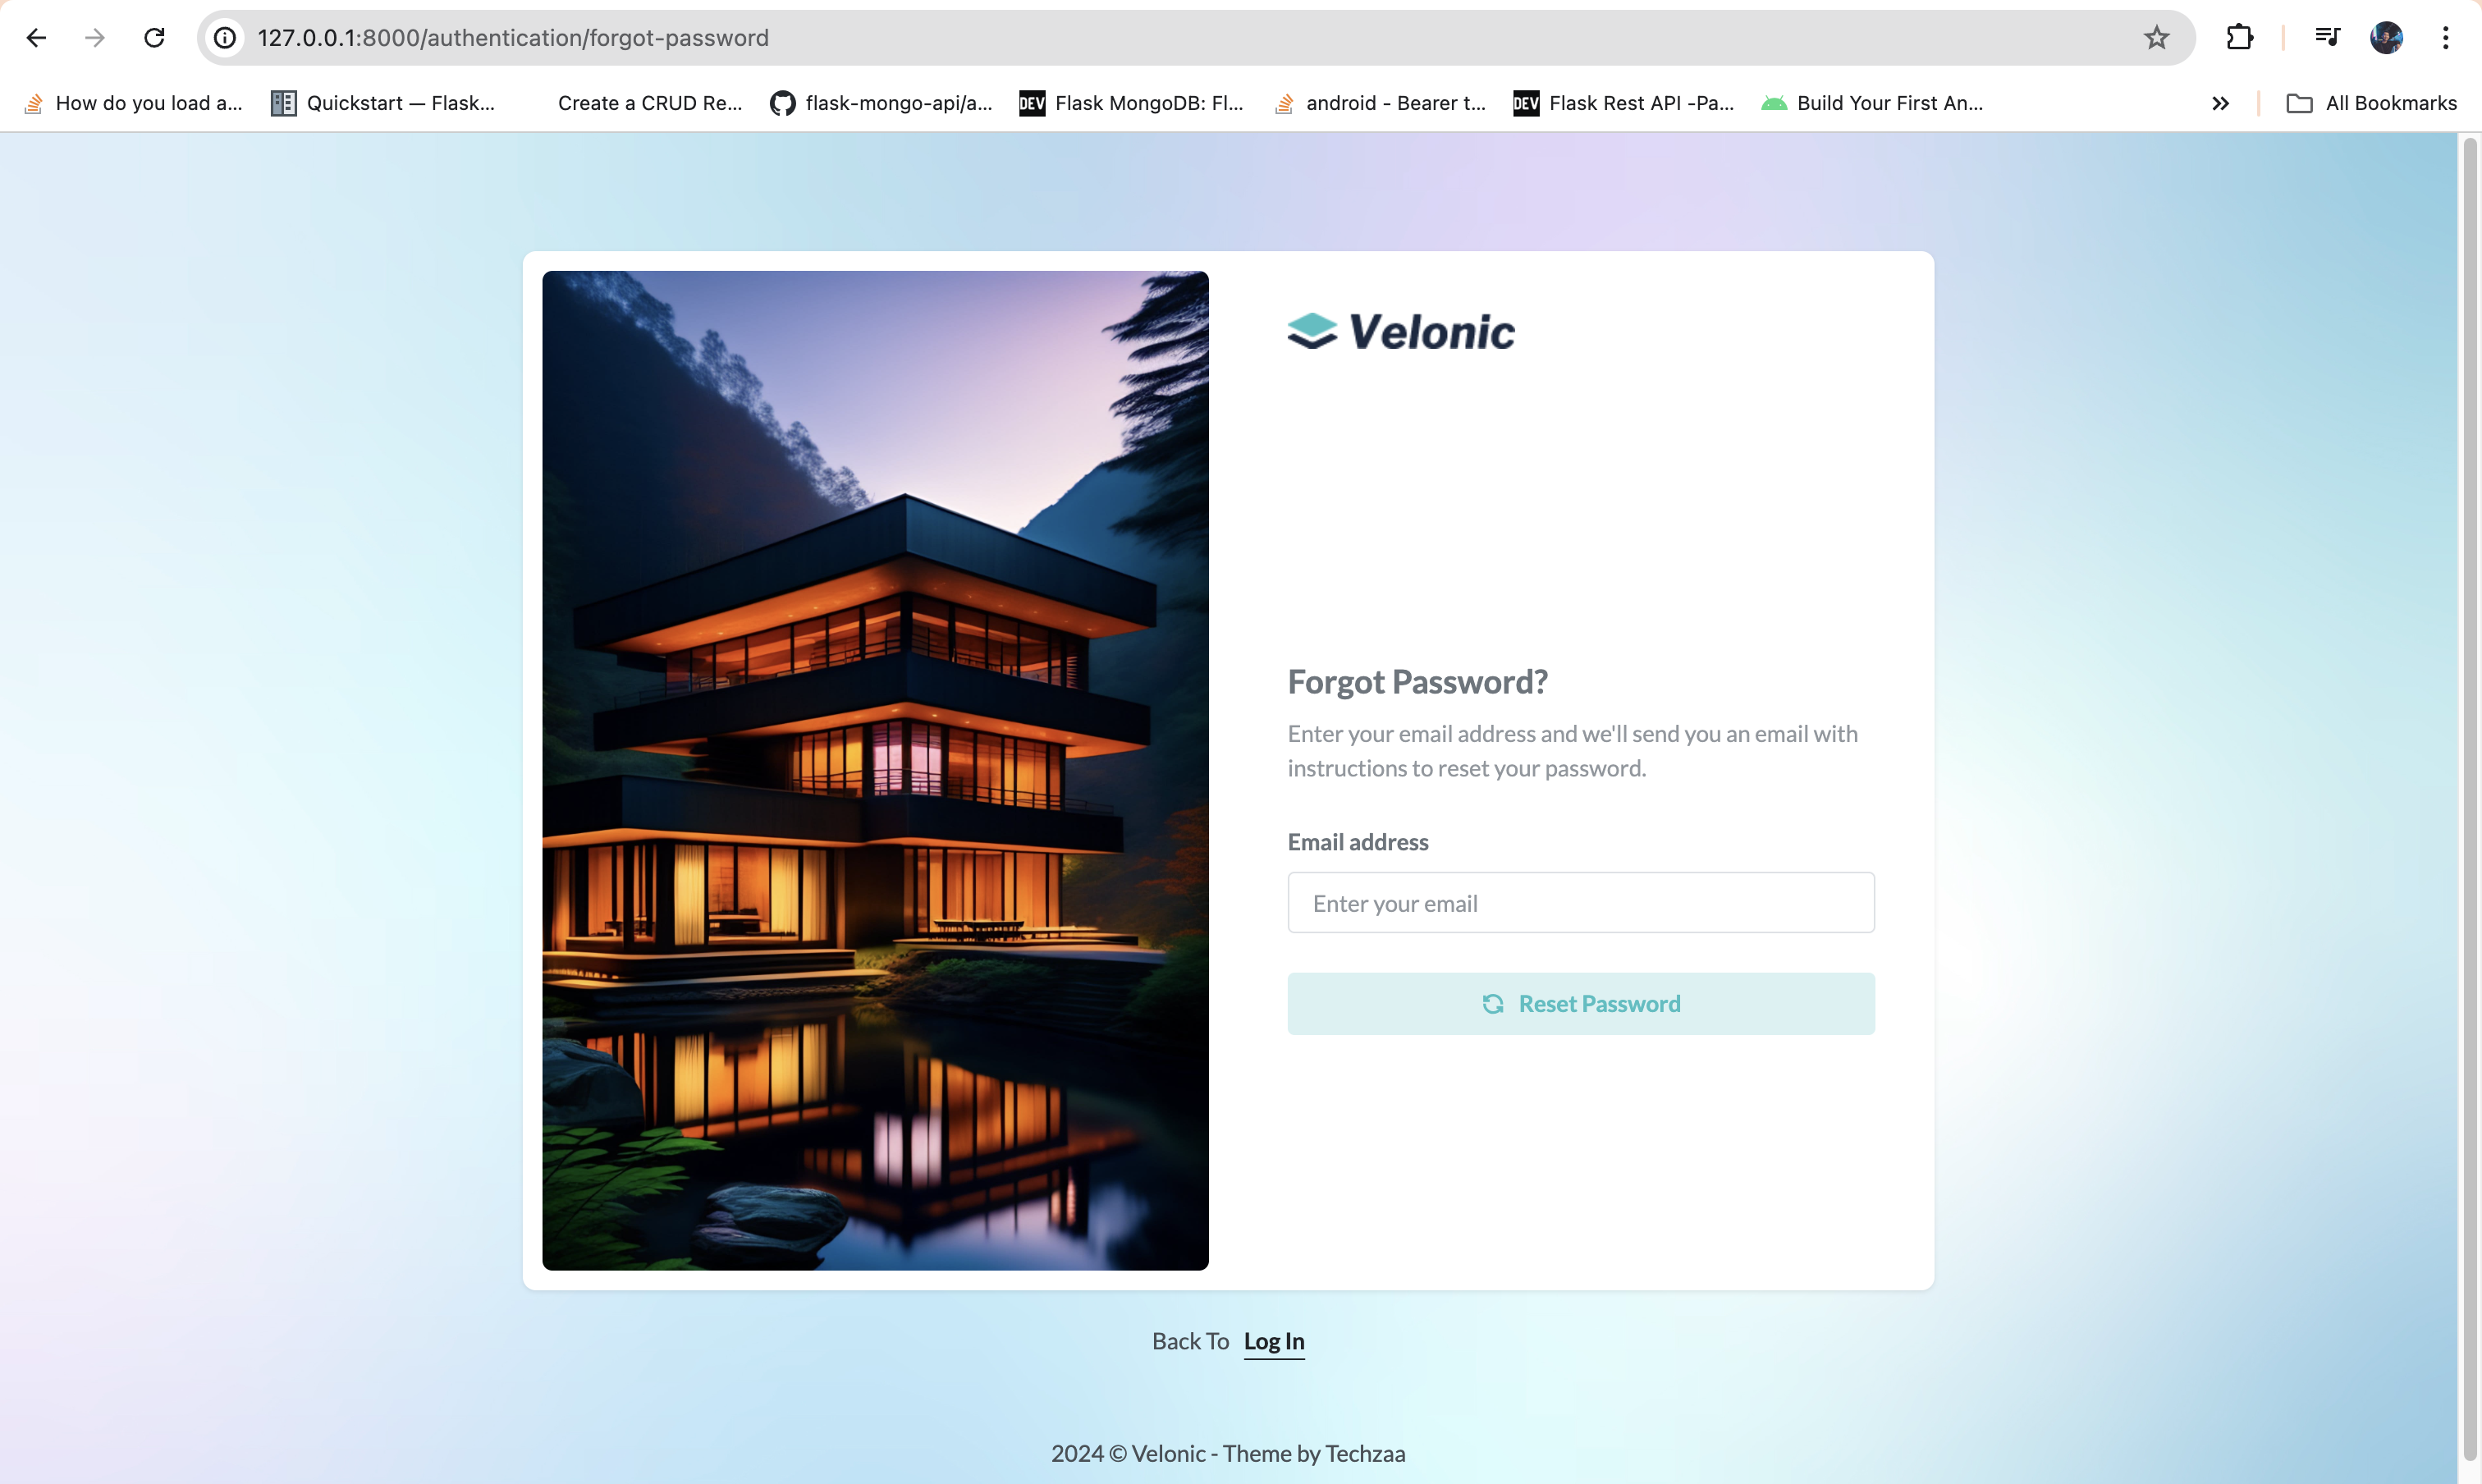 127.0.0.1:8000/authentication/forgot-password
How do you load a...
Quickstart — Flask...
Create a CRUD Re...
flask-mongo-api/a...
DEV Flask MongoDB: Fl...
android - Bearer t...
DEV Flask Rest API -Pa...
Build Your First An...
All Bookmarks
Velonic
Forgot Password?
Enter your email address and we'll send you an email with
instructions to reset your password.
Email address
Enter your email
Reset Password
Back To Log In
2024 © Velonic - Theme by Techzaa